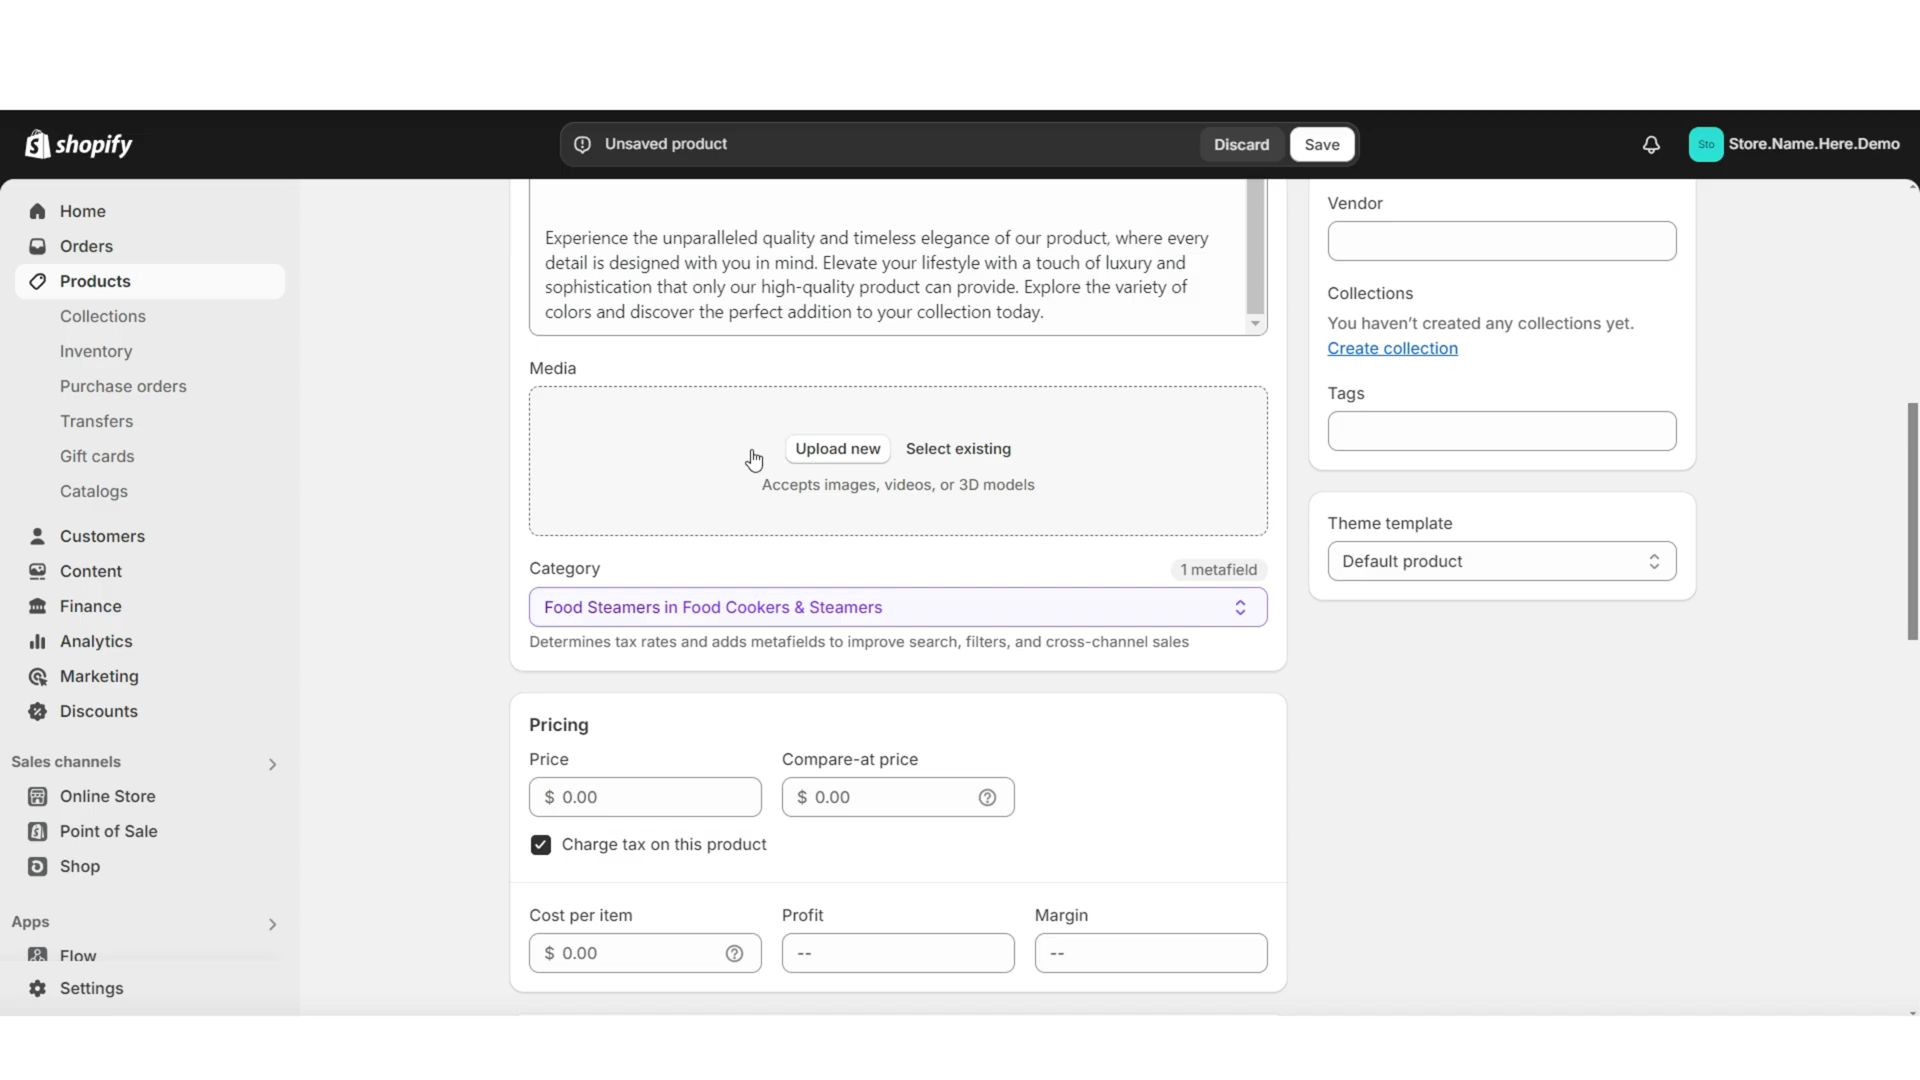 shopify
Unsaved product
Discard
Save
Sto
Store.Name.Here.Demo
Home
Orders
Products
Collections
Inventory
Purchase orders
Transfers
Gift cards
Catalogs
Customers
Content
Finance
Analytics
Marketing
Discounts
Sales channels
Online Store
Point of Sale
Shop
Apps
Flow
Settings
Experience the unparalleled quality and timeless elegance of our product, where every
detail is designed with you in mind. Elevate your lifestyle with a touch of luxury and
sophistication that only our high-quality product can provide. Explore the variety of
colors and discover the perfect addition to your collection today.
Media
Upload new
Select existing
Accepts images, videos, or 3D models
Category
1 metafield
Food Steamers in Food Cookers & Steamers
Determines tax rates and adds metafields to improve search, filters, and cross-channel sales
Pricing
Price
Compare-at price
$ 0.00
$ 0.00
Charge tax on this product
Cost per item
Profit
Margin
$ 0.00
--
--
Vendor
Collections
You haven’t created any collections yet.
Create collection
Tags
Theme template
Default product